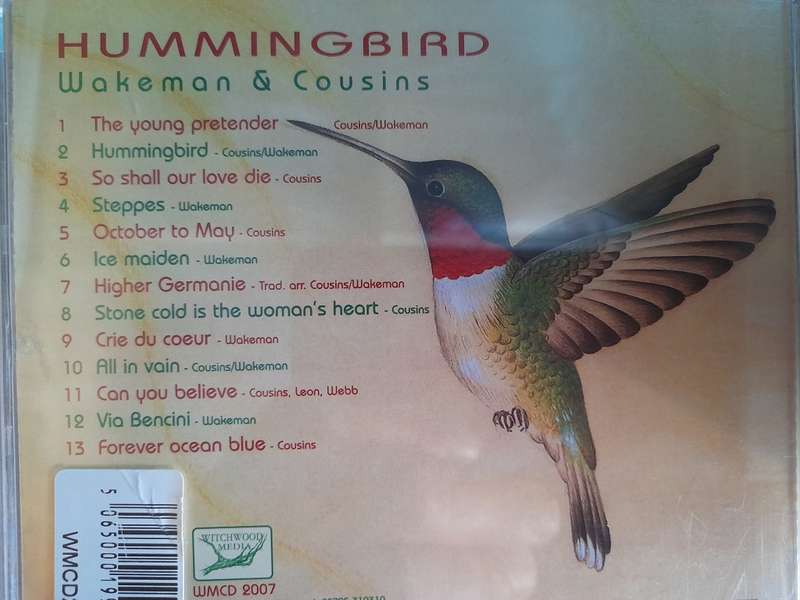 HUMMINGBIRD
Wakeman & Cousins
1 The young pretender Cousins/Wakeman
2 Hummingbird - Cousins/Wakeman
3 So shall our love die - Cousins
4 Steppes - Wakeman
5 October to May - Cousins
6 Ice maiden - Wakeman
7 Higher Germanie - Trad. arr. Cousins/Wakeman
8 Stone cold is the woman's heart - Cousins
9 Crie du coeur - Wakeman
10 All in vain - Cousins/Wakeman
11 Can you believe - Cousins, Leon, Webb
12 Via Bencini - Wakeman
13 Forever ocean blue - Cousins
5 065000 19
WMCD
WITCHWOOD
MEDIA
WMCD 2007